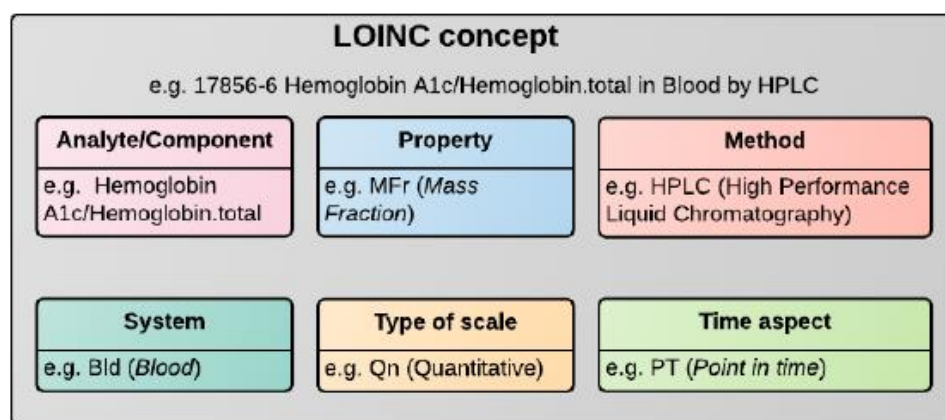 LOINC concept
e.g. 17856-6 Hemoglobin A1c/Hemoglobin.total in Blood by HPLC
Analyte/Component
e.g. Hemoglobin
A1c/Hemoglobin.total
Property
e.g. MFr (Mass
Fraction)
Method
e.g. HPLC (High Performance
Liquid Chromatography)
System
e.g. Bld (Blood)
Type of scale
e.g. Qn (Quantitative)
Time aspect
e.g. PT (Point in time)